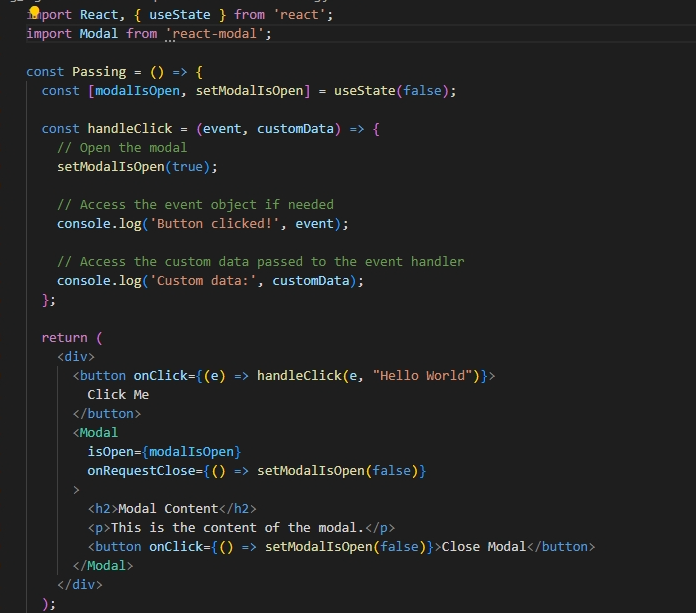 import React, { useState } from 'react';
import Modal from 'react-modal';

const Passing = () => {
  const [modalIsOpen, setModalIsOpen] = useState(false);

  const handleClick = (event, customData) => {
    // Open the modal
    setModalIsOpen(true);

    // Access the event object if needed
    console.log('Button clicked!', event);

    // Access the custom data passed to the event handler
    console.log('Custom data:', customData);
  };

  return (
    <div>
      <button onClick={(e) => handleClick(e, "Hello World")}>
        Click Me
      </button>
      <Modal
        isOpen={modalIsOpen}
        onRequestClose={() => setModalIsOpen(false)}
      >
        <h2>Modal Content</h2>
        <p>This is the content of the modal.</p>
        <button onClick={() => setModalIsOpen(false)}>Close Modal</button>
      </Modal>
    </div>
  );